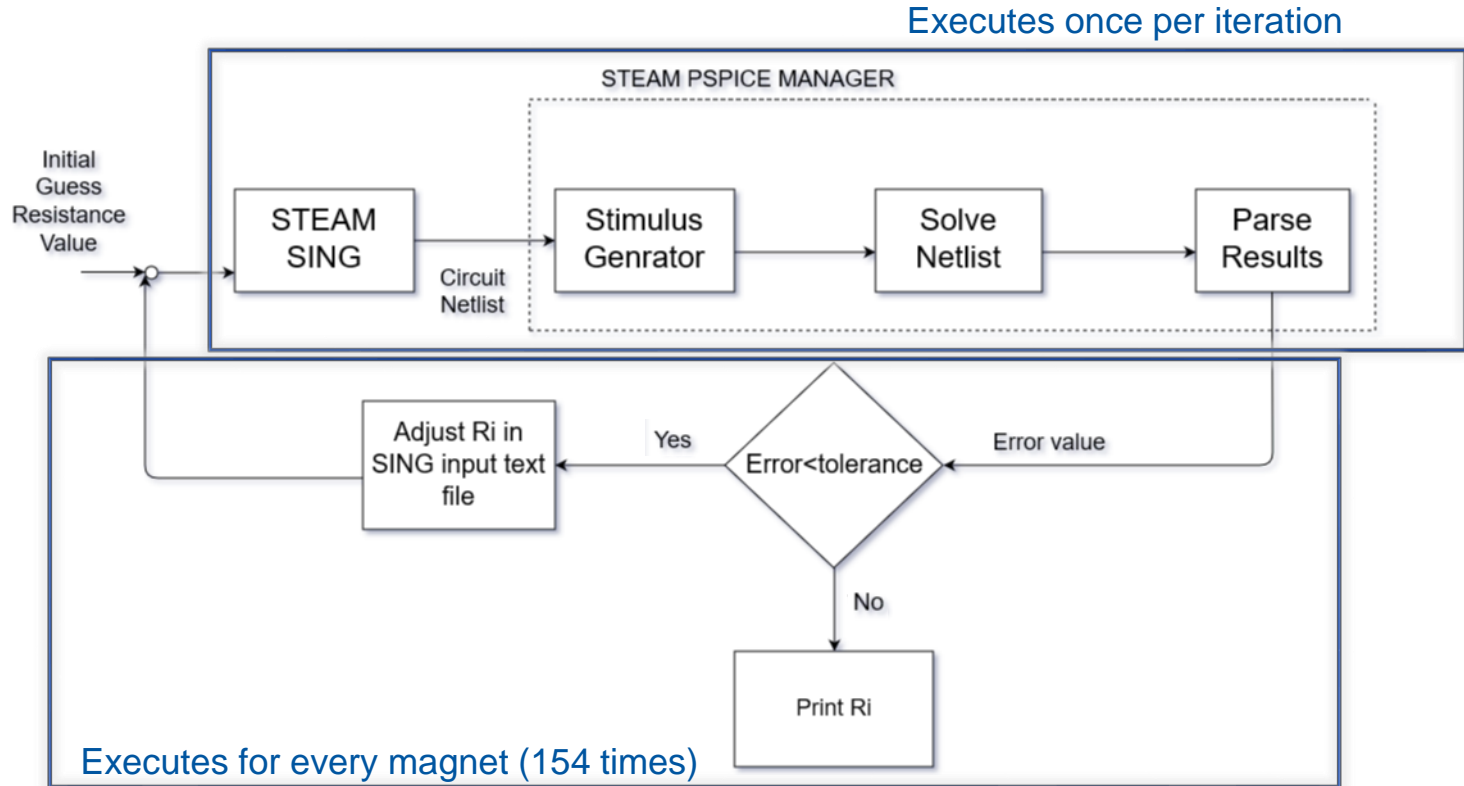 Executes once per iteration
STEAM PSPICE MANAGER
Initial
Guess
Resistance
Value
STEAM
SING
Circuit
Netlist
Stimulus
Genrator
Solve
Netlist
Parse
Results
Adjust Ri in
SING input text
file
Yes
Error<tolerance
Error value
No
Print Ri
Executes for every magnet (154 times)